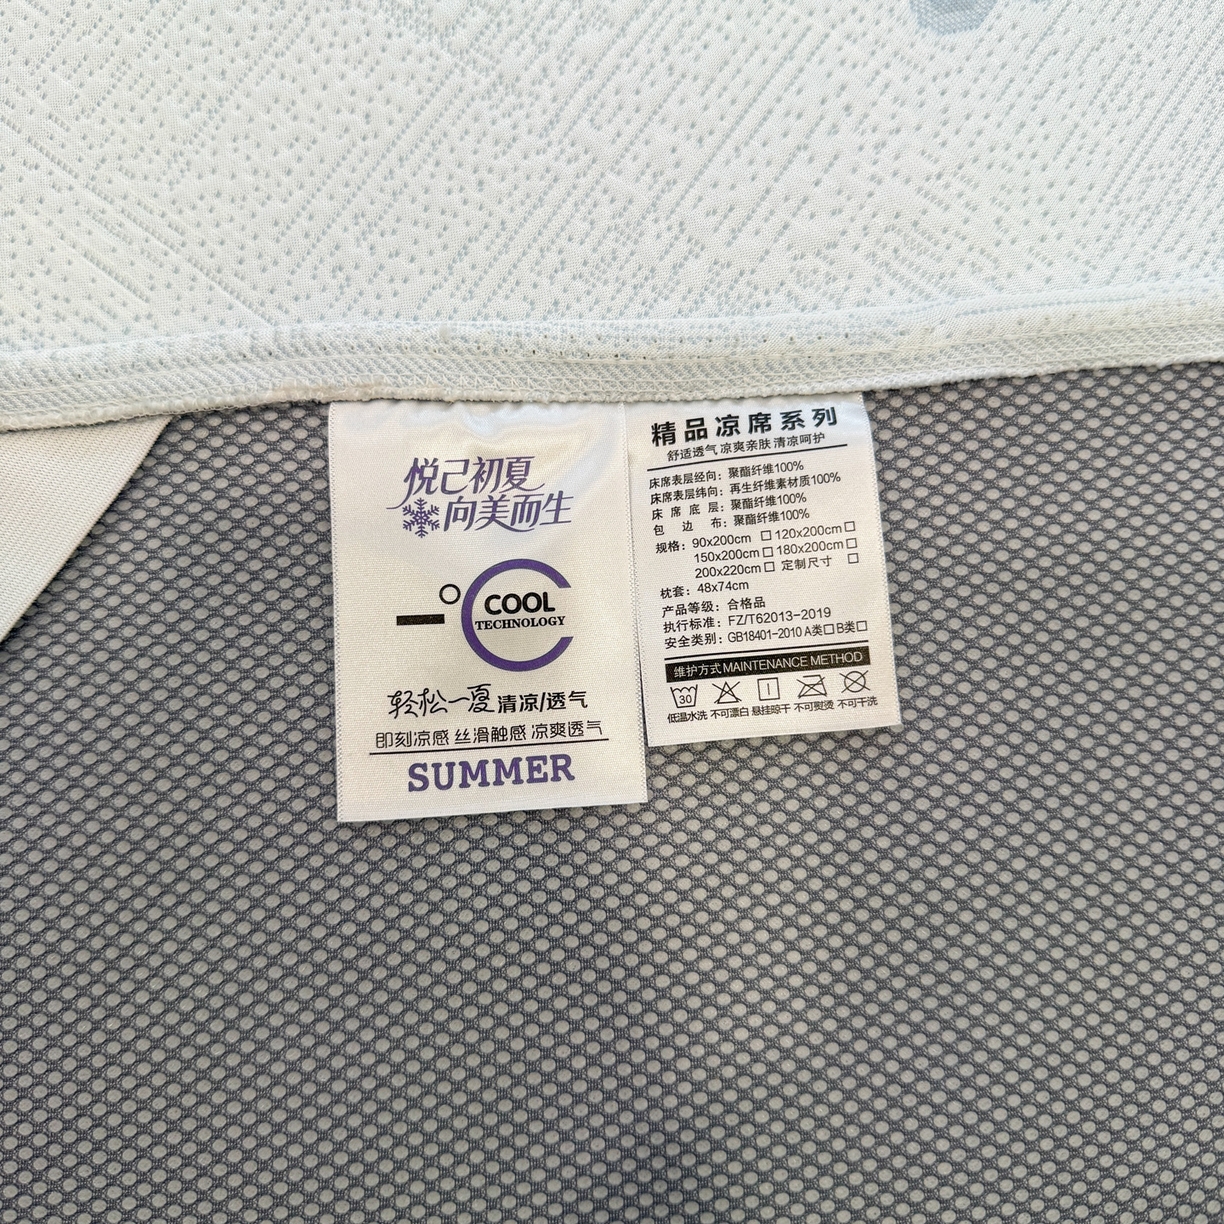 悦己初夏
向美而生
COOL
TECHNOLOGY
轻松一夏 清凉/透气
即刻凉感 丝滑触感 凉爽透气
SUMMER
精品凉席系列
舒适透气 凉爽亲肤 清凉呵护
床席表层经向：聚酯纤维100%
床席表层纬向：再生纤维素材质100%
床席底层：聚酯纤维100%
包边布：聚酯纤维100%
规格：90x200cm □ 120x200cm □
150x200cm □ 180x200cm □
200x220cm □ 定制尺寸 □
枕套：48x74cm
产品等级：合格品
执行标准：FZ/T62013-2019
安全类别：GB18401-2010 A类□ B类□
维护方式 MAINTENANCE METHOD
30
低温水洗 不可漂白 悬挂晾干 不可熨烫 不可干洗